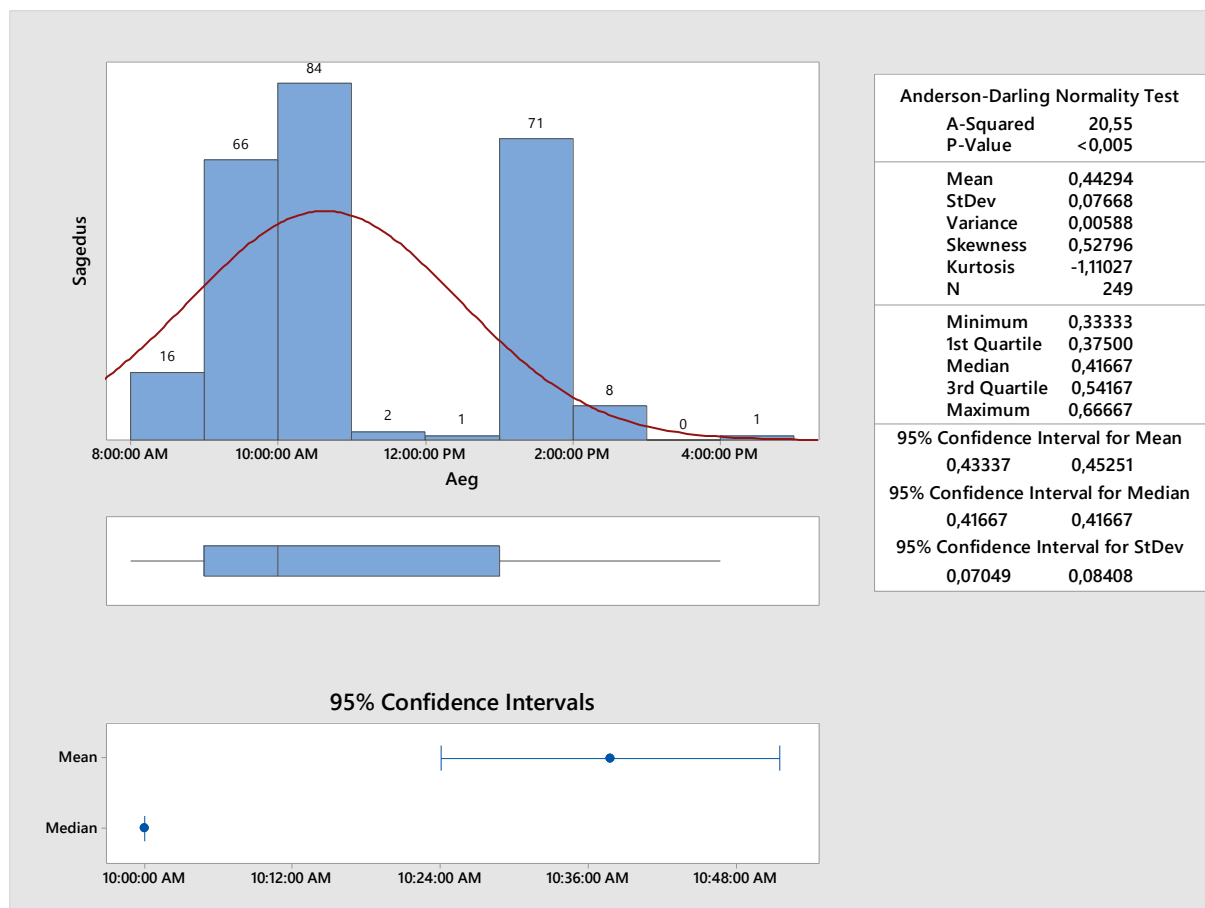 84
71
66
16
8
2
1
0
1
Sagedus
8:00:00 AM 10:00:00 AM 12:00:00 PM 2:00:00 PM 4:00:00 PM
Aeg
Anderson-Darling Normality Test
A-Squared 20,55
P-Value <0,005
Mean 0,44294
StDev 0,07668
Variance 0,00588
Skewness 0,52796
Kurtosis -1,11027
N 249
Minimum 0,33333
1st Quartile 0,37500
Median 0,41667
3rd Quartile 0,54167
Maximum 0,66667
95% Confidence Interval for Mean
0,43337 0,45251
95% Confidence Interval for Median
0,41667 0,41667
95% Confidence Interval for StDev
0,07049 0,08408
95% Confidence Intervals
Mean
Median
10:00:00 AM 10:12:00 AM 10:24:00 AM 10:36:00 AM 10:48:00 AM